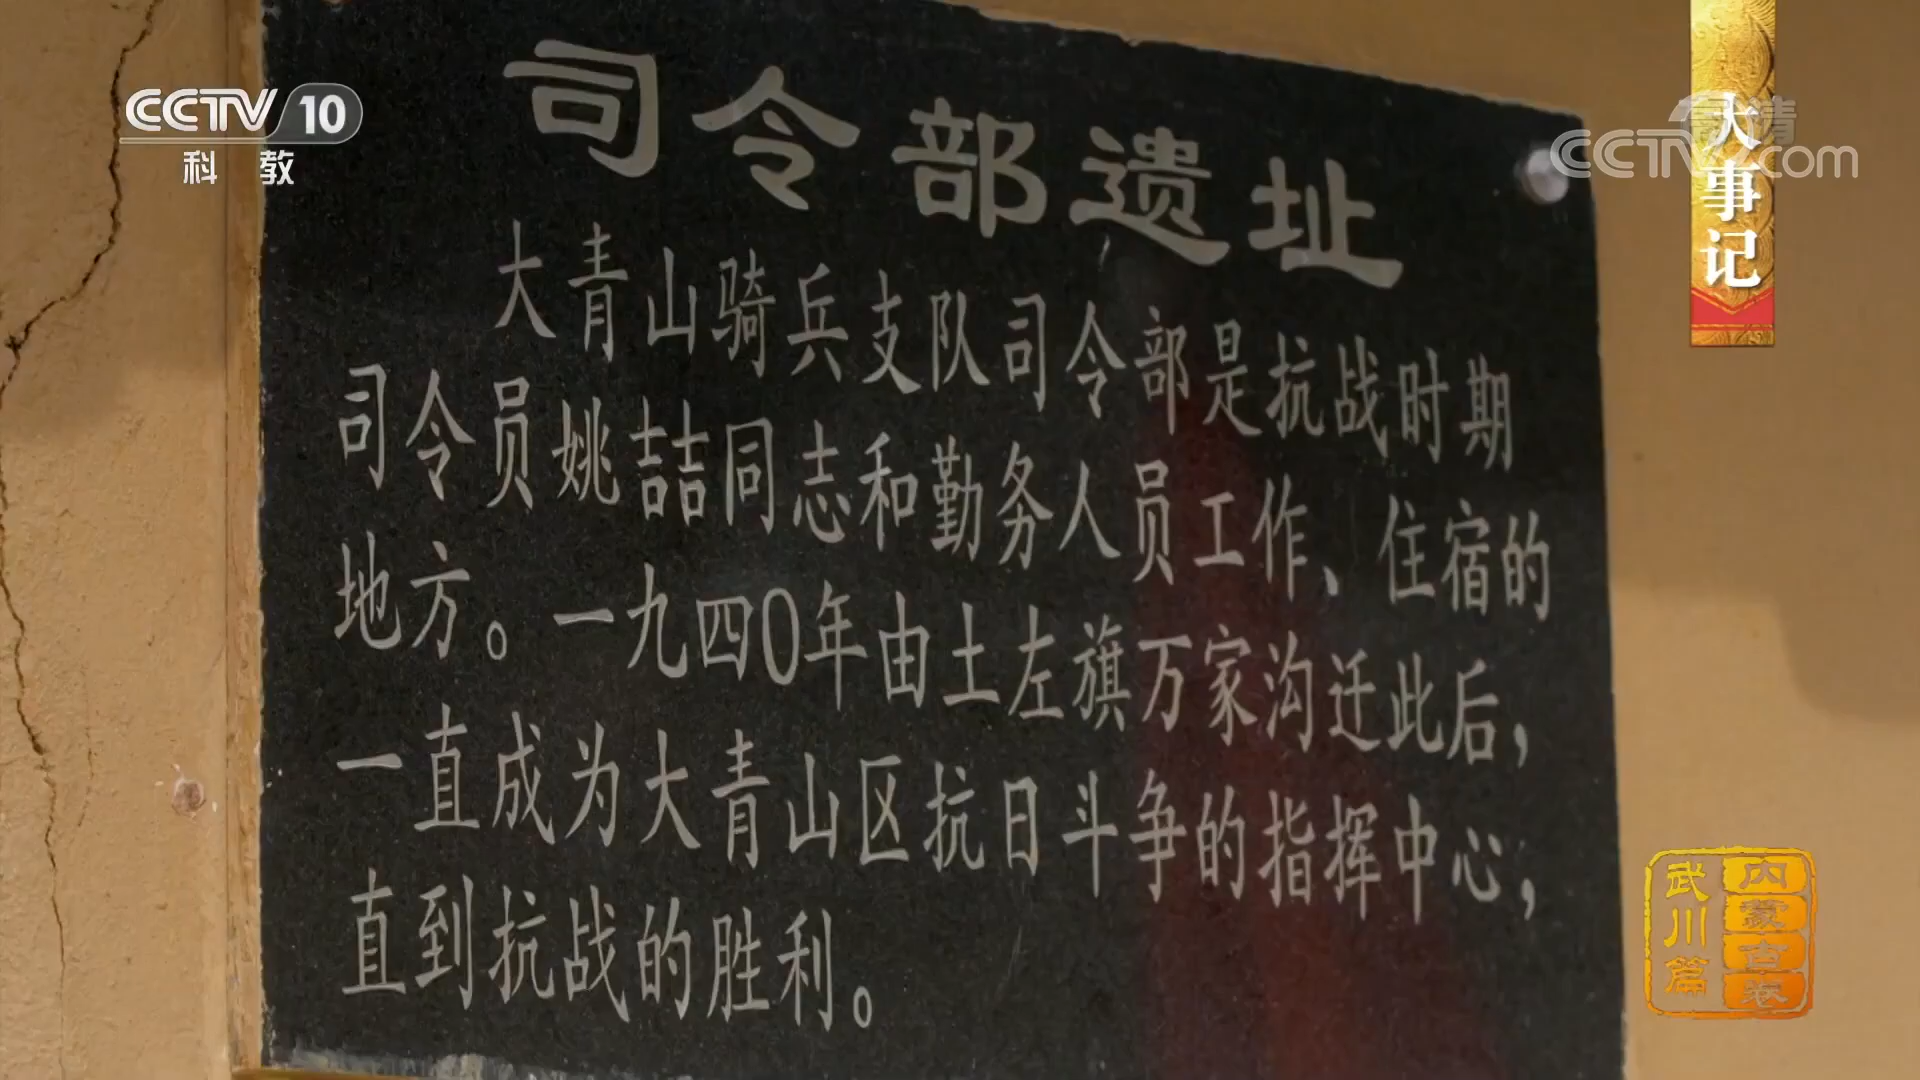 CCTV 10
科教
CCTV.com
大事记
司令部遗址
大青山骑兵支队司令部是抗战时期
司令员姚喆同志和勤务人员工作、住宿的
地方。一九四〇年由土左旗万家沟迁此后，
一直成为大青山区抗日斗争的指挥中心，
直到抗战的胜利。
内蒙古卷
武川篇